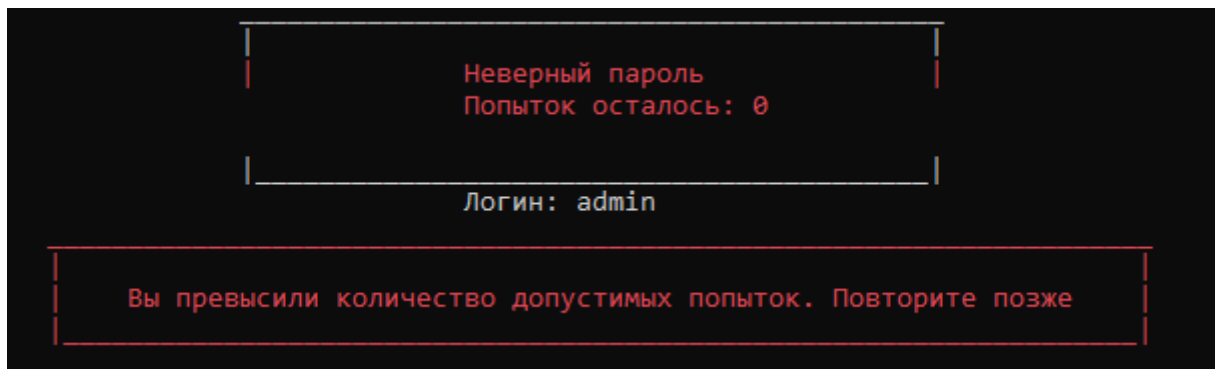 Неверный пароль
Попыток осталось: 0
Логин: admin
Вы превысили количество допустимых попыток. Повторите позже